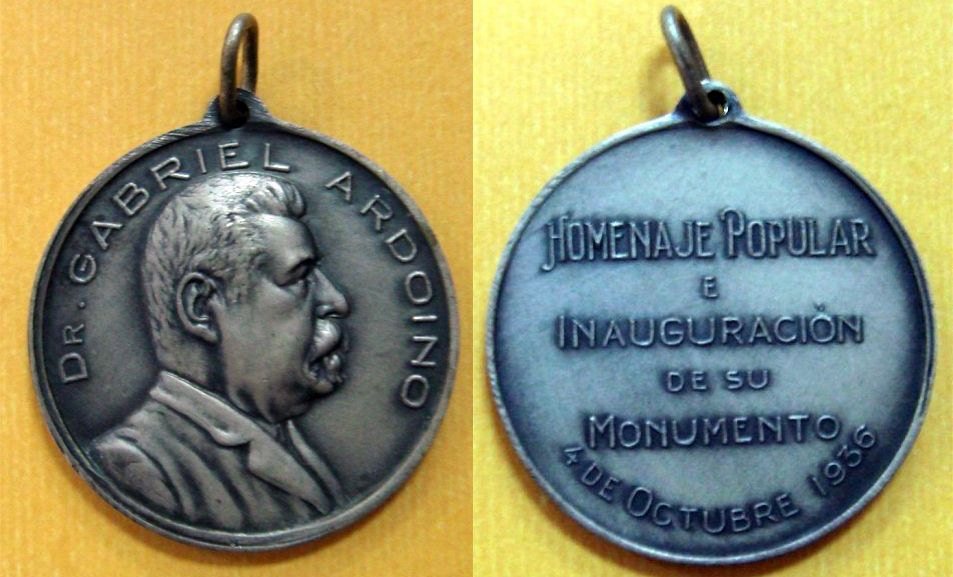 DR. GABRIEL ARDOINO
HOMENAJE POPULAR
E
INAUGURACIÓN
DE SU
MONUMENTO
4 DE OCTUBRE 1936